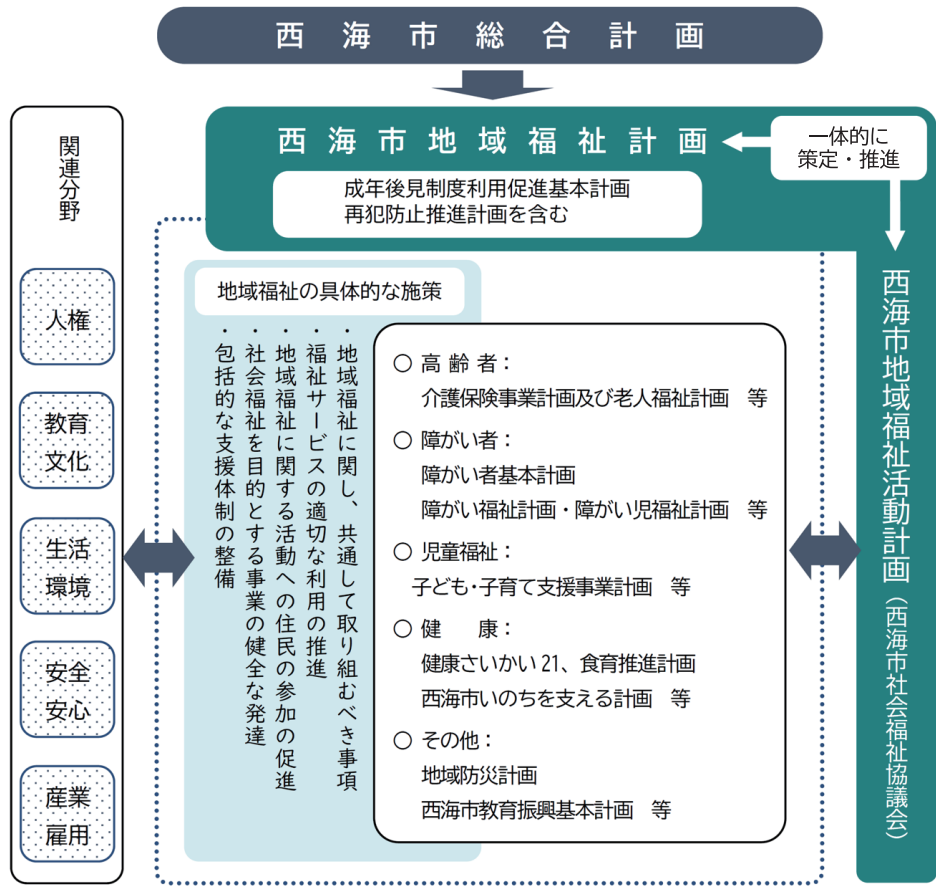 西海市総合計画
西海市地域福祉計画
一体的に
策定・推進
成年後見制度利用促進基本計画
再犯防止推進計画を含む
関連分野
人権
教育
文化
生活
環境
安全
安心
産業
雇用
地域福祉の具体的な施策
・地域福祉に関し、共通して取り組むべき事項
・福祉サービスの適切な利用の推進
・地域福祉に関する活動への住民の参加の促進
・社会福祉を目的とする事業の健全な発達
・包括的な支援体制の整備
○ 高齢者：
介護保険事業計画及び老人福祉計画　等
○ 障がい者：
障がい者基本計画
障がい福祉計画・障がい児福祉計画　等
○ 児童福祉：
子ども・子育て支援事業計画　等
○ 健　康：
健康さいかい21、食育推進計画
西海市いのちを支える計画　等
○ その他：
地域防災計画
西海市教育振興基本計画　等
西海市地域福祉活動計画（西海市社会福祉協議会）